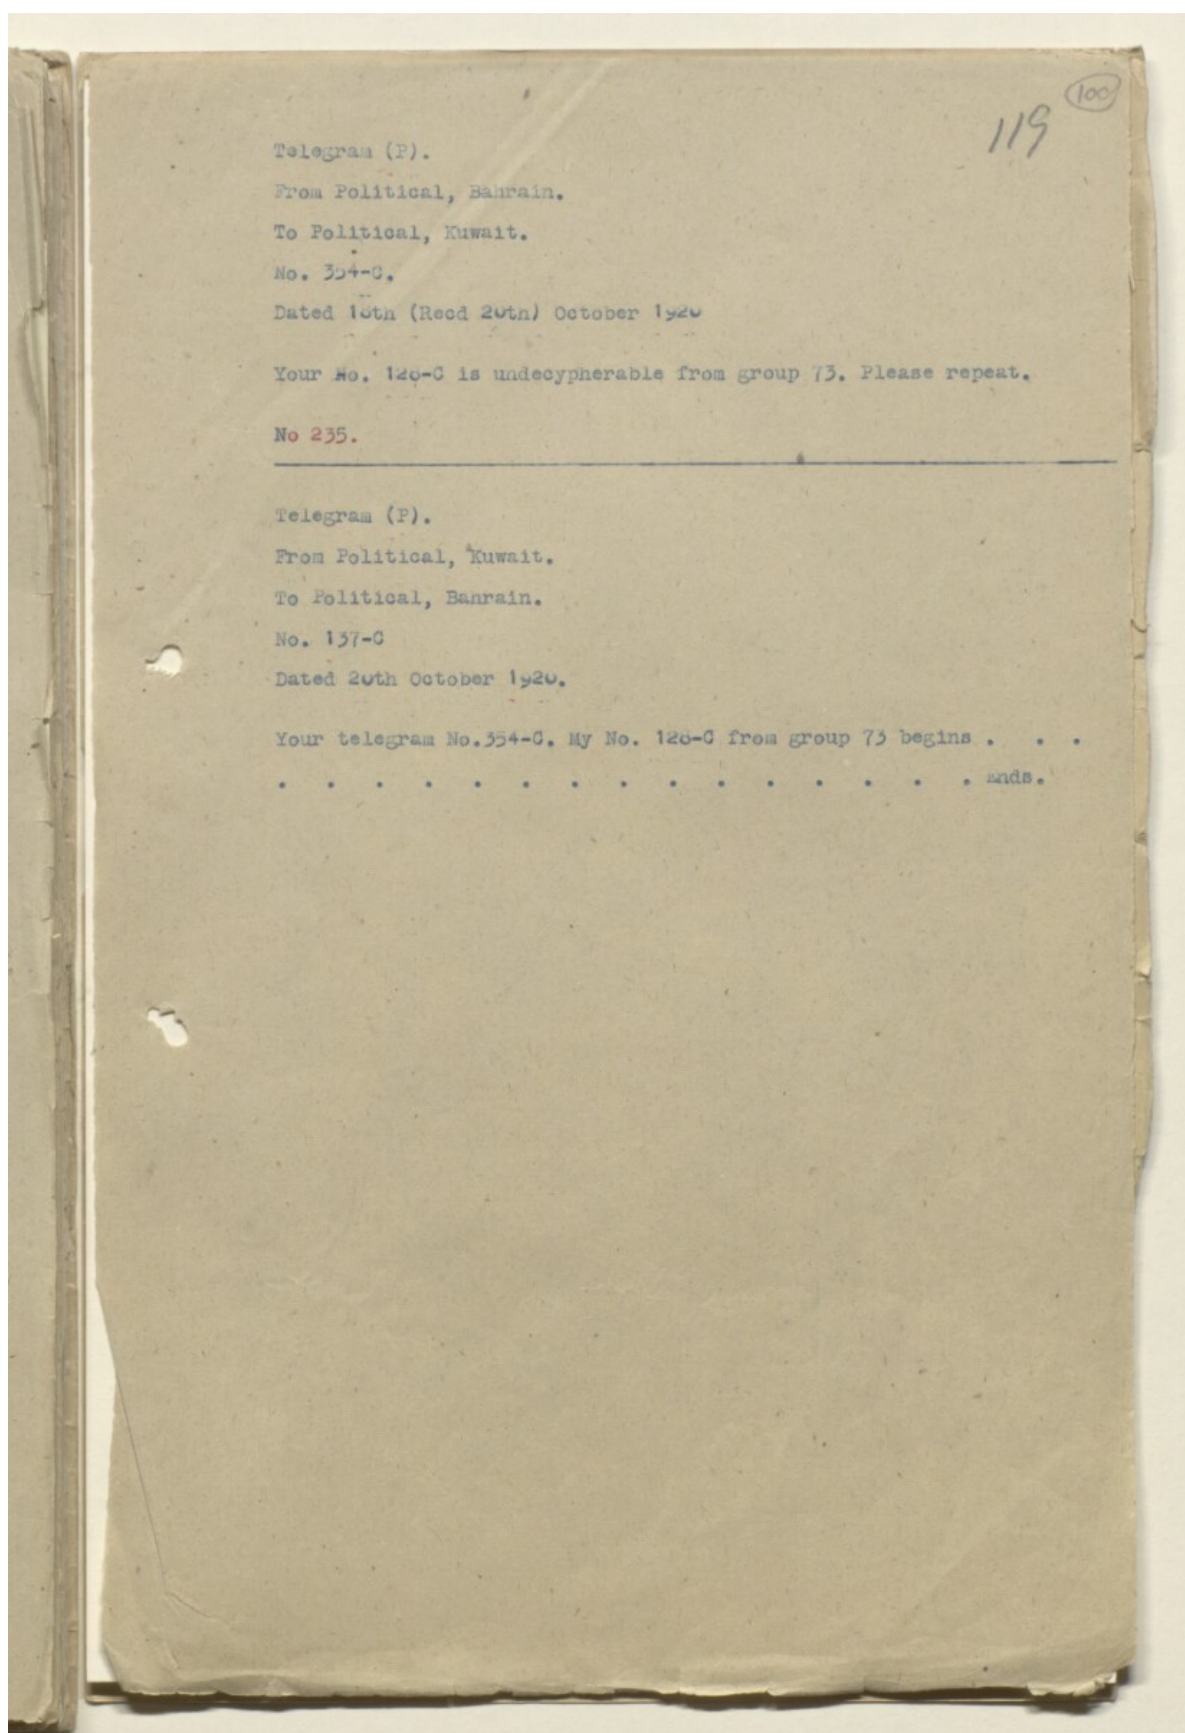 100
119
Telegram (P).
From Political, Bahrain.
To Political, Kuwait.
No. 354-C.
Dated 18th (Recd 20th) October 1920
Your No. 128-C is undecypherable from group 73. Please repeat.
No 235.
Telegram (P).
From Political, Kuwait.
To Political, Bahrain.
No. 137-C
Dated 20th October 1920.
Your telegram No.354-C. My No. 128-C from group 73 begins . . .
. . . . . . . . . . . . . . . Ends.